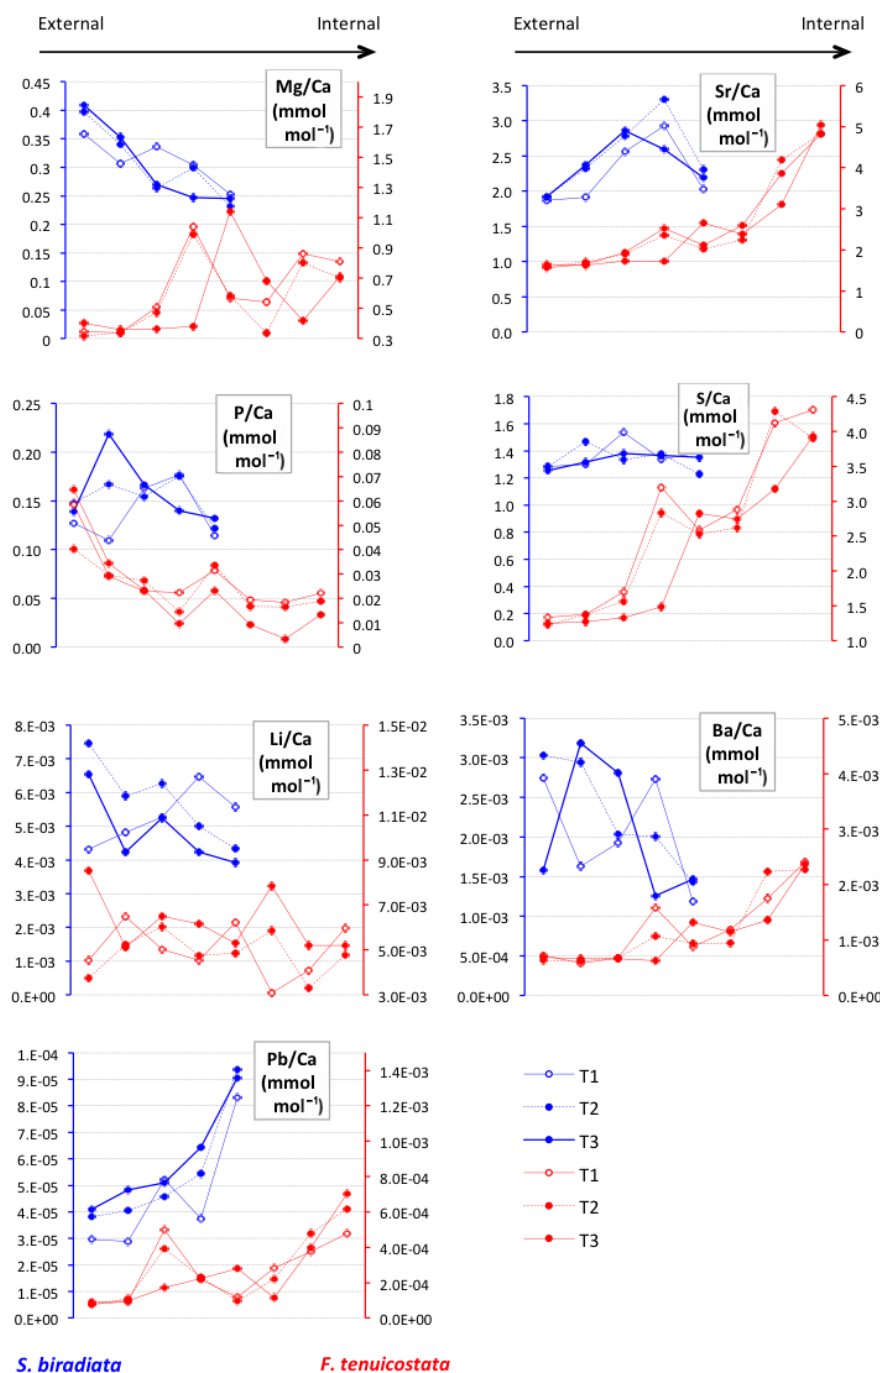 External Internal External Internal
Mg/Ca
(mmol
mol⁻¹)
0.45
0.4
0.35
0.3
0.25
0.2
0.15
0.1
0.05
0
1.9
1.7
1.5
1.3
1.1
0.9
0.7
0.5
0.3
Sr/Ca
(mmol
mol⁻¹)
3.5
3.0
2.5
2.0
1.5
1.0
0.5
0.0
6
5
4
3
2
1
0
P/Ca
(mmol
mol⁻¹)
0.25
0.20
0.15
0.10
0.05
0.00
0.1
0.09
0.08
0.07
0.06
0.05
0.04
0.03
0.02
0.01
0
S/Ca
(mmol
mol⁻¹)
1.8
1.6
1.4
1.2
1.0
0.8
0.6
0.4
0.2
0.0
4.5
4.0
3.5
3.0
2.5
2.0
1.5
1.0
Li/Ca
(mmol
mol⁻¹)
8.E-03
7.E-03
6.E-03
5.E-03
4.E-03
3.E-03
2.E-03
1.E-03
0.E+00
1.5E-02
1.3E-02
1.1E-02
9.0E-03
7.0E-03
5.0E-03
3.0E-03
Ba/Ca
(mmol
mol⁻¹)
3.5E-03
3.0E-03
2.5E-03
2.0E-03
1.5E-03
1.0E-03
5.0E-04
0.0E+00
5.E-03
4.E-03
3.E-03
2.E-03
1.E-03
0.E+00
Pb/Ca
(mmol
mol⁻¹)
1.E-04
9.E-05
8.E-05
7.E-05
6.E-05
5.E-05
4.E-05
3.E-05
2.E-05
1.E-05
0.E+00
1.4E-03
1.2E-03
1.0E-03
8.0E-04
6.0E-04
4.0E-04
2.0E-04
0.0E+00
T1
T2
T3
T1
T2
T3
S. biradiata F. tenuicostata